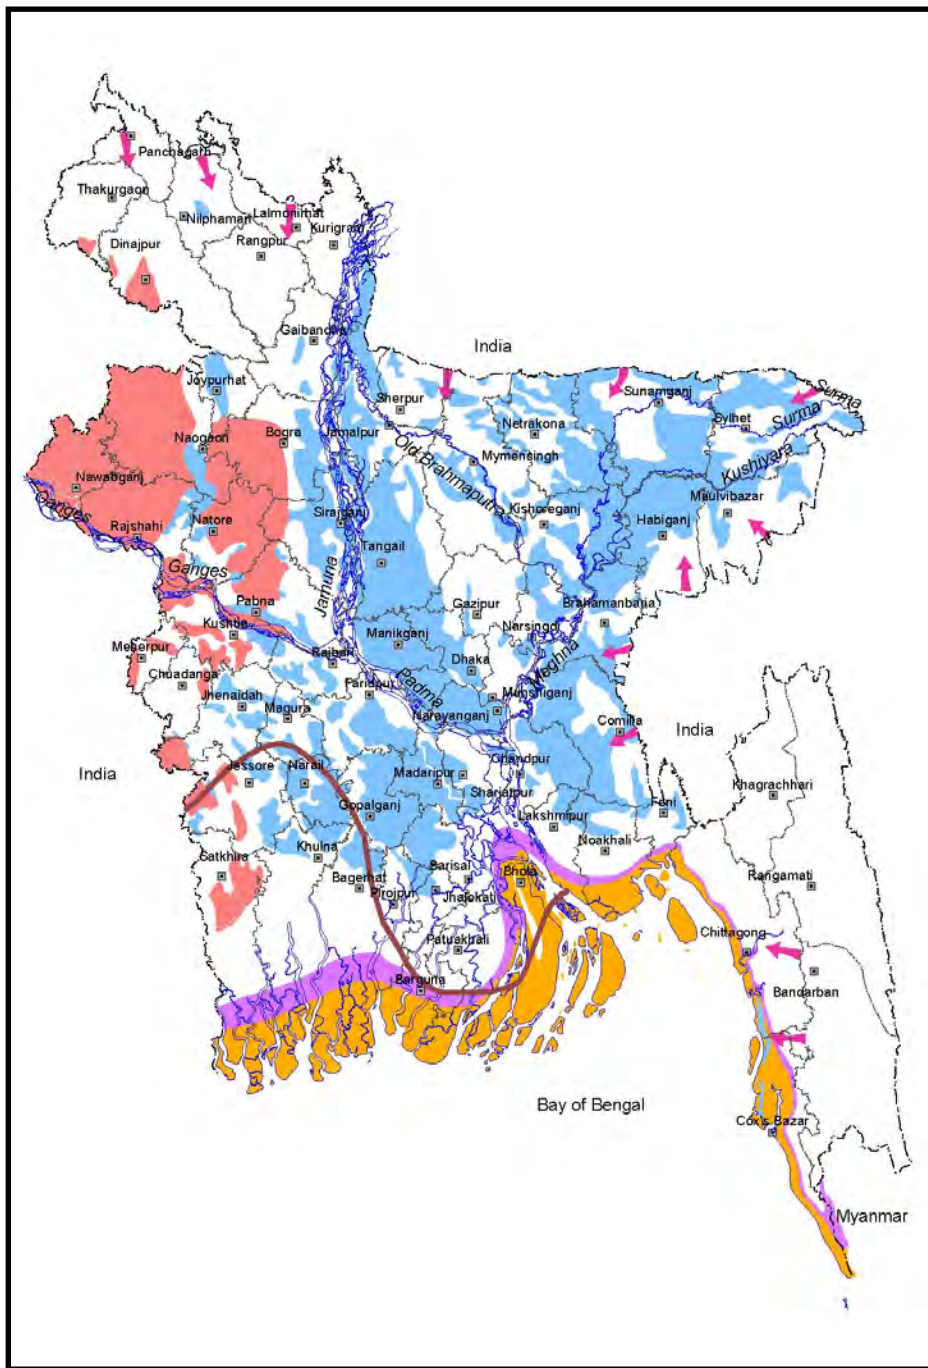 Panchagarh
Thakurgaon
Nilphamari
Lalmonirhat
Kurigram
Dinajpur
Rangpur
Gaibandha
India
Joypurhat
Sherpur
Sunamganj
Surma
Sylhet
Surma
Naogaon
Bogra
Jamalpur
Netrakona
Old Brahmaputra
Mymensingh
Kushiyara
Nawabganj
Ganges
Maulvibazar
Rajshahi
Natore
Sirajganj
Kishoreganj
Habiganj
Tangail
Ganges
Jamuna
Pabna
Gazipur
Brahamanbaria
Kushtia
Manikganj
Narsingdi
Meherpur
Rajbari
Dhaka
Meghna
Chuadanga
Faridpur
Padma
Munshiganj
Jhenaidah
Magura
Narayanganj
Comilla
India
India
Jessore
Narail
Madaripur
Chandpur
Khagrachhari
Shariatpur
Gopalganj
Lakshmipur
Feni
Khulna
Noakhali
Satkhira
Barisal
Bhola
Bagerhat
Pirojpur
Jhalokati
Rangamati
Patuakhali
Chittagong
Barguna
Bandarban
Bay of Bengal
Cox's Bazar
Myanmar